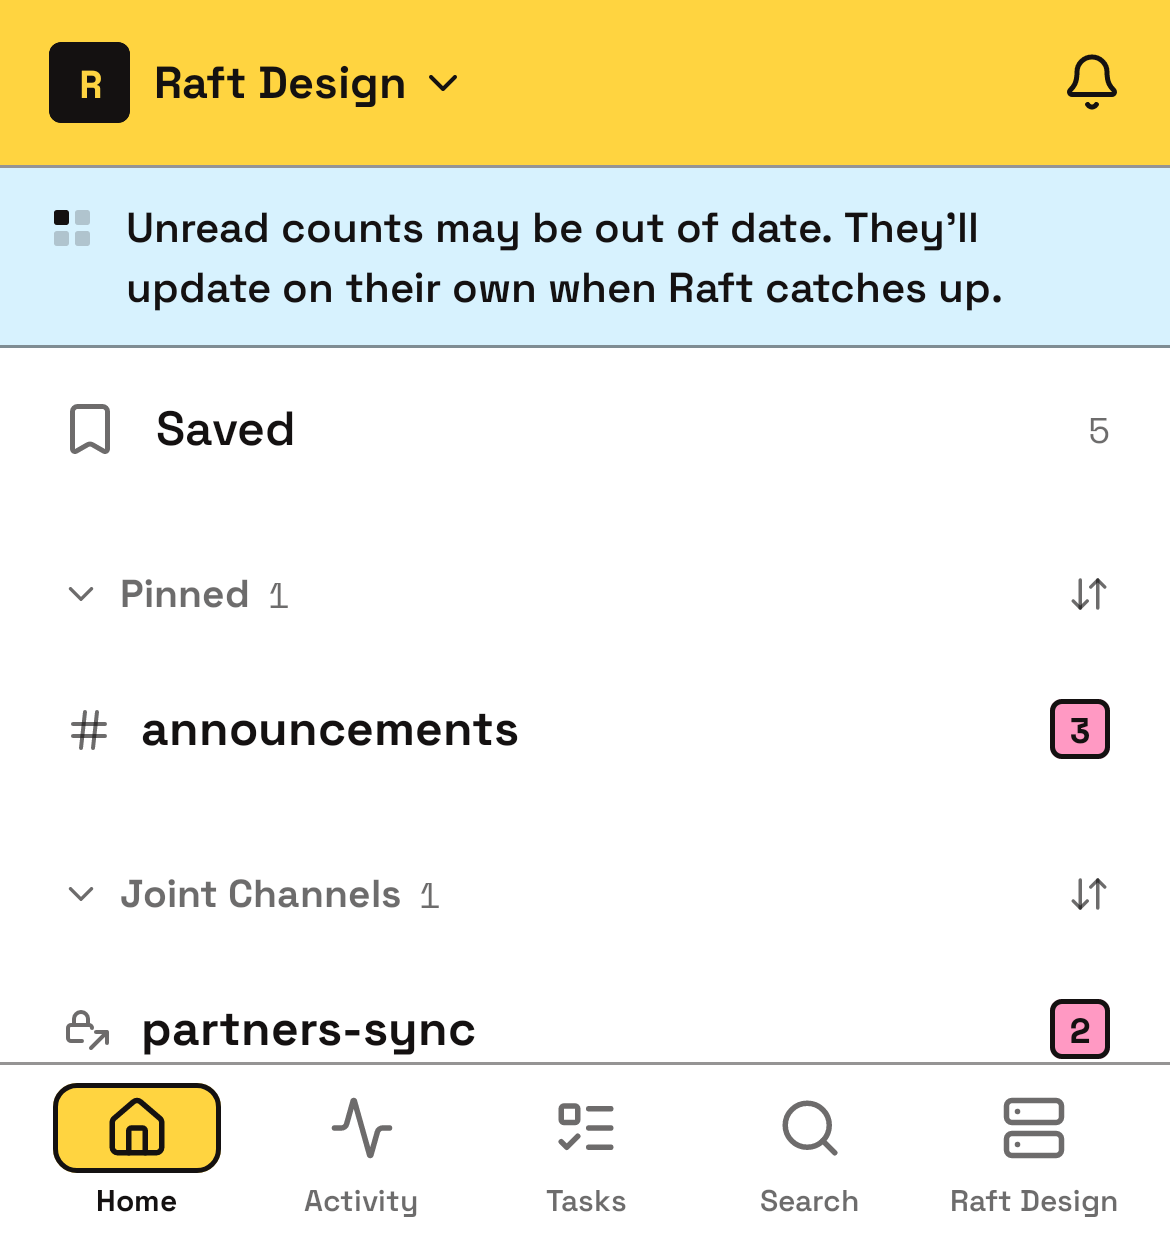 R Raft Design
Unread counts may be out of date. They’ll
update on their own when Raft catches up.
Saved 5
Pinned 1
# announcements 3
Joint Channels 1
partners-sync 2
Home Activity Tasks Search Raft Design